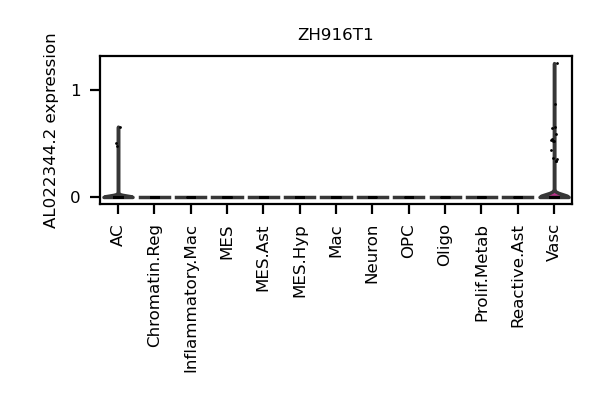 ZH916T1
AL022344.2 expression
1
0
AC
Chromatin.Reg
Inflammatory.Mac
MES
MES.Ast
MES.Hyp
Mac
Neuron
OPC
Oligo
Prolif.Metab
Reactive.Ast
Vasc